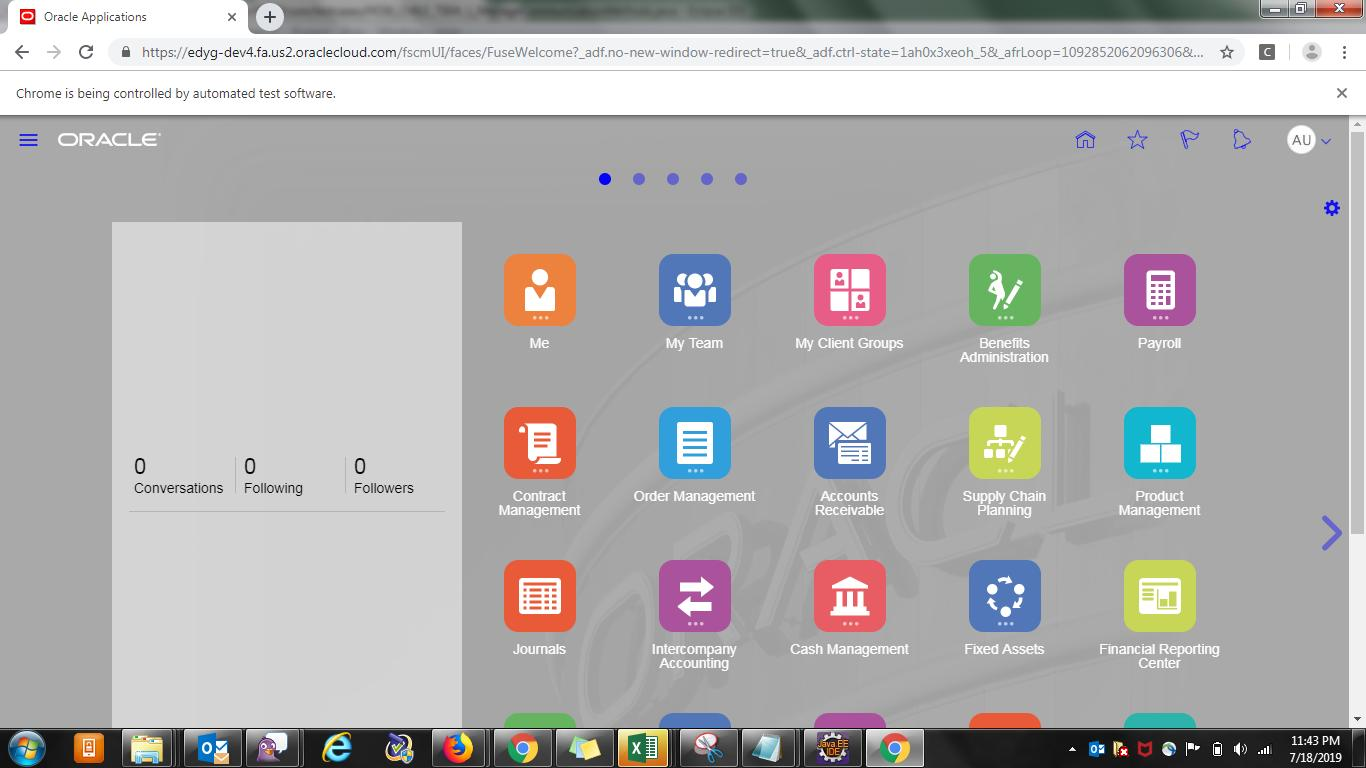 Oracle Applications
https://edyg-dev4.fa.us2.oraclecloud.com/fscmUI/faces/FuseWelcome?_adf.no-new-window-redirect=true&_adf.ctrl-state=1ah0x3xeoh_5&_afrLoop=1092852062096306&...
C
Chrome is being controlled by automated test software.
ORACLE
AU
Me
My Team
My Client Groups
Benefits
Administration
Payroll
0
Conversations
0
Following
0
Followers
Contract
Management
Order Management
Accounts
Receivable
Supply Chain
Planning
Product
Management
Journals
Intercompany
Accounting
Cash Management
Fixed Assets
Financial Reporting
Center
Java EE
IDE
11:43 PM
7/18/2019